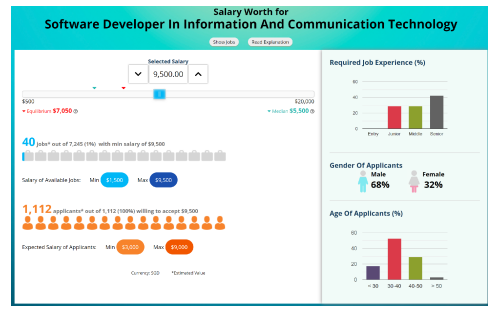 Salary Worth for
Software Developer In Information And Communication Technology
Show Jobs Read Explanation
Selected Salary
9,500.00
$500 $20,000
Equilibrium $7,050 Median $5,500
40 jobs* out of 7,245 (1%) with min salary of $9,500
Salary of Available Jobs: Min $1,500 Max $9,500
1,112 applicants* out of 1,112 (100%) willing to accept $9,500
Expected Salary of Applicants: Min $3,000 Max $9,000
Currency: SGD *Estimated Value
Required Job Experience (%)
60
40
20
0
Entry Junior Middle Senior
Gender Of Applicants
Male Female
68% 32%
Age Of Applicants (%)
60
40
20
0
< 30 30-40 40-50 > 50